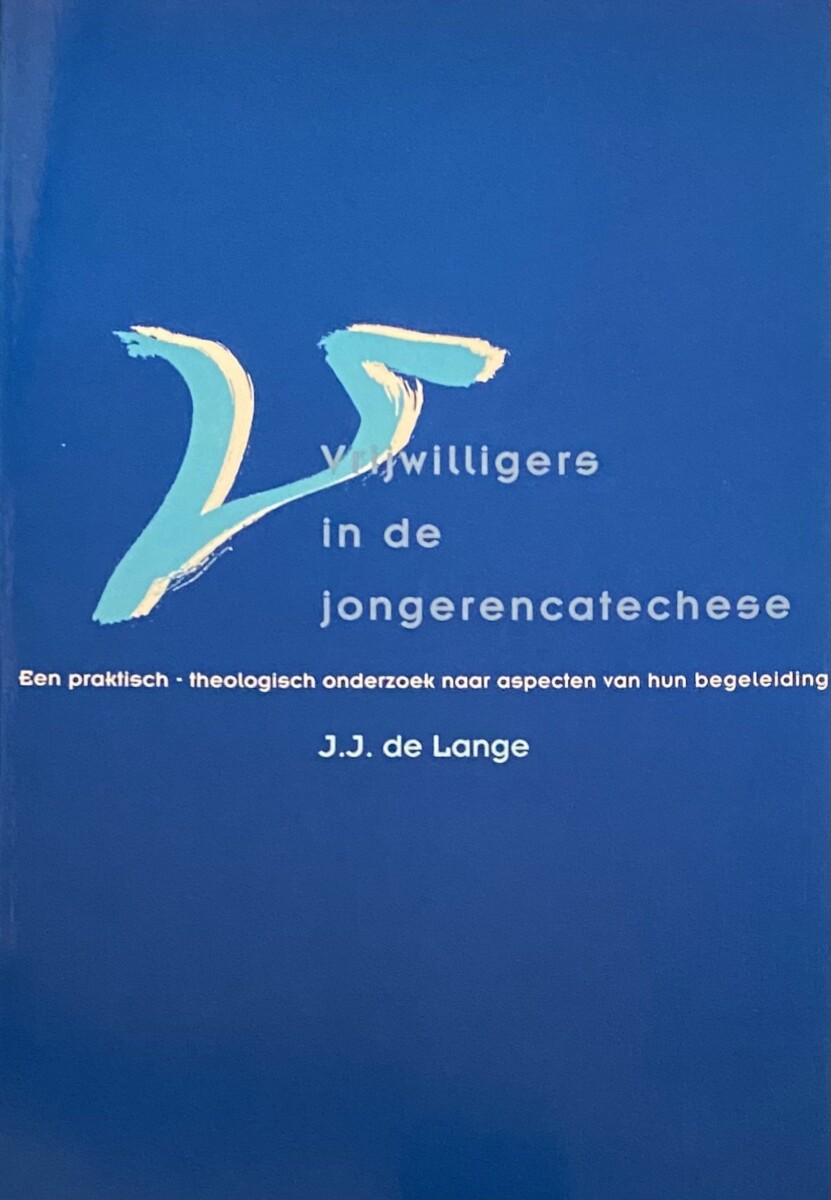 Vrijwilligers
in de
jongerencatechese
Een praktisch - theologisch onderzoek naar aspecten van hun begeleiding
J.J. de Lange